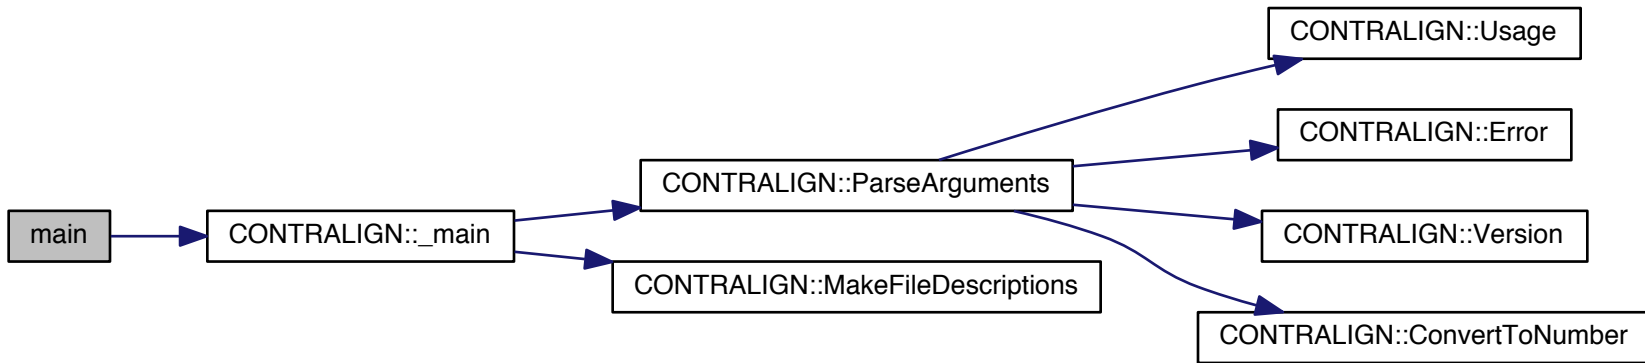 main
CONTRALIGN::_main
CONTRALIGN::ParseArguments
CONTRALIGN::MakeFileDescriptions
CONTRALIGN::Usage
CONTRALIGN::Error
CONTRALIGN::Version
CONTRALIGN::ConvertToNumber